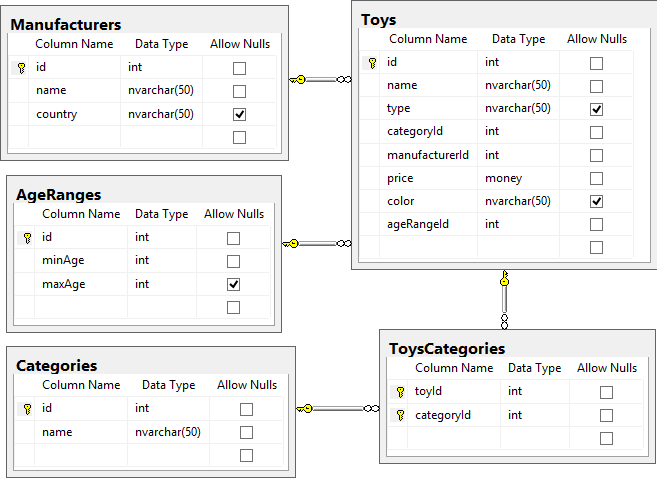 Manufacturers
Column Name Data Type Allow Nulls
id int
name nvarchar(50)
country nvarchar(50)
Toys
Column Name Data Type Allow Nulls
id int
name nvarchar(50)
type nvarchar(50)
categoryId int
manufacturerId int
price money
color nvarchar(50)
ageRangeId int
AgeRanges
Column Name Data Type Allow Nulls
id int
minAge int
maxAge int
Categories
Column Name Data Type Allow Nulls
id int
name nvarchar(50)
ToysCategories
Column Name Data Type Allow Nulls
toyId int
categoryId int